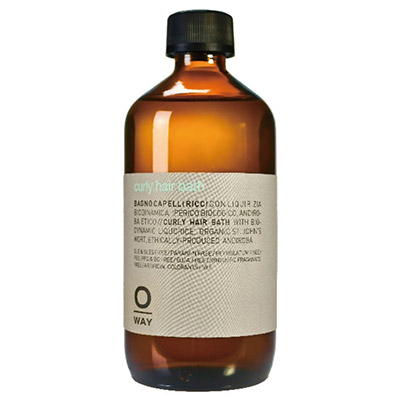 curly hair bath
BAGNO CAPELLI RICCI CON LIQUIRIZIA
BIODINAMICA, IPERICO BIOLOGICO, ANDIRO-
BA ETICO // CURLY HAIR BATH WITH BIO-
DYNAMIC LIQUORICE, ORGANIC ST. JOHN'S
WORT, ETHICALLY-PRODUCED ANDIROBA.
O
WAY